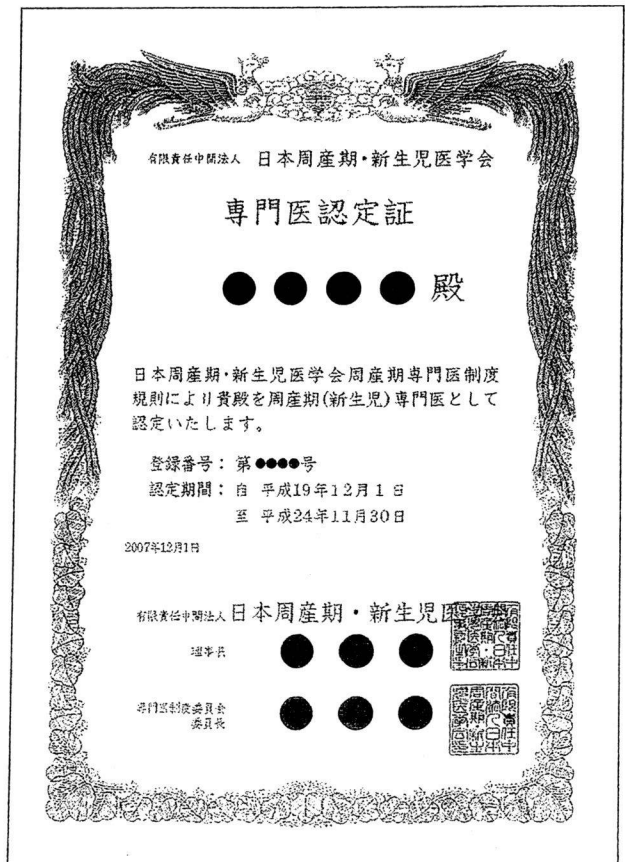 有限責任中間法人 日本周産期・新生児医学会
専門医認定証
●●●● 殿
日本周産期・新生児医学会周産期専門医制度
規則により貴殿を周産期(新生児)専門医として
認定いたします。
登録番号： 第●●●●号
認定期間： 自 平成19年12月1日
至 平成24年11月30日
2007年12月1日
有限責任中間法人 日本周産期・新生児医
理事長 ●●●
専門医制度委員会
委員長 ●●●